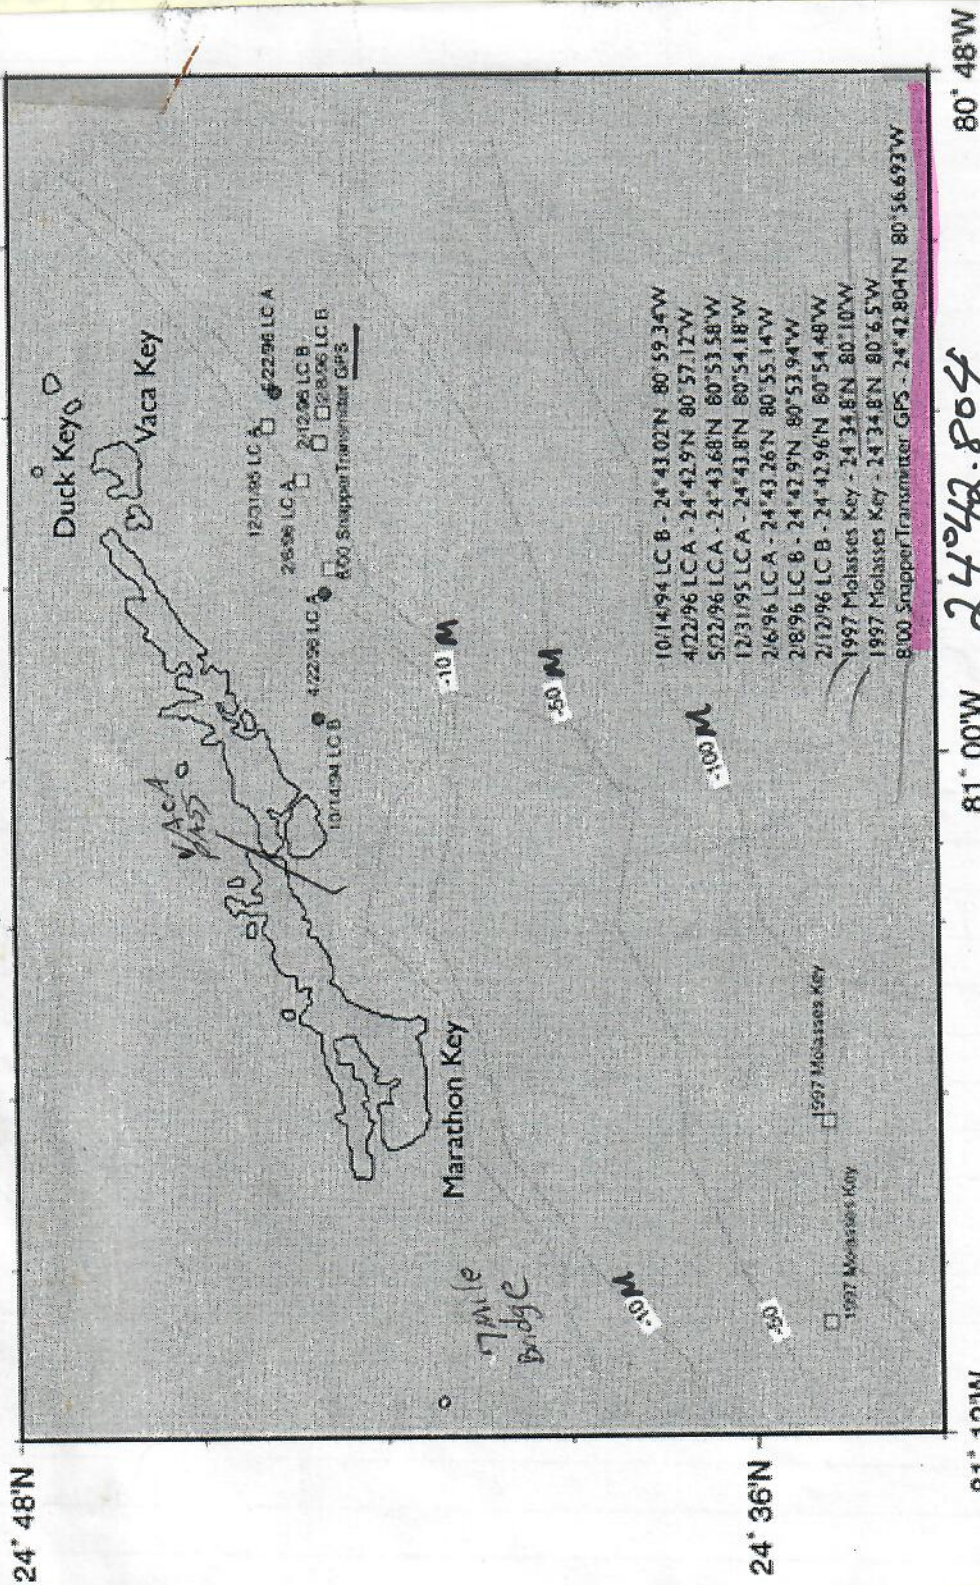 24° 48'N
24° 36'N
81° 12'W
81° 00'W
80° 48'W
Duck Key
Vaca Key
VACA
PASS
Marathon Key
7 Mile
Bridge
12/31/95 LC A
5/22/96 LC A
2/6/96 LC A
2/12/96 LC B
2/8/96 LC B
8:00 SnapperTransmitter GPS
4/22/96 LC A
10/14/94 LC B
-10 M
-50 M
-100 M
-10 M
-50
1997 Molasses Key
1997 Molasses Key
10/14/94 LC B - 24°43.02'N 80°59.34'W
4/22/96 LC A - 24°42.9'N 80°57.12'W
5/22/96 LC A - 24°43.68'N 80°53.58'W
12/31/95 LC A - 24°43.8'N 80°54.18'W
2/6/96 LC A - 24°43.26'N 80°55.14'W
2/8/96 LC B - 24°42.9'N 80°53.94'W
2/12/96 LC B - 24°42.96'N 80°54.48'W
1997 Molasses Key - 24°34.8'N 80°10'W
1997 Molasses Key - 24°34.8'N 80°6.5'W
8:00 SnapperTransmitter GPS - 24°42.804'N 80°56.693'W
24°42.804